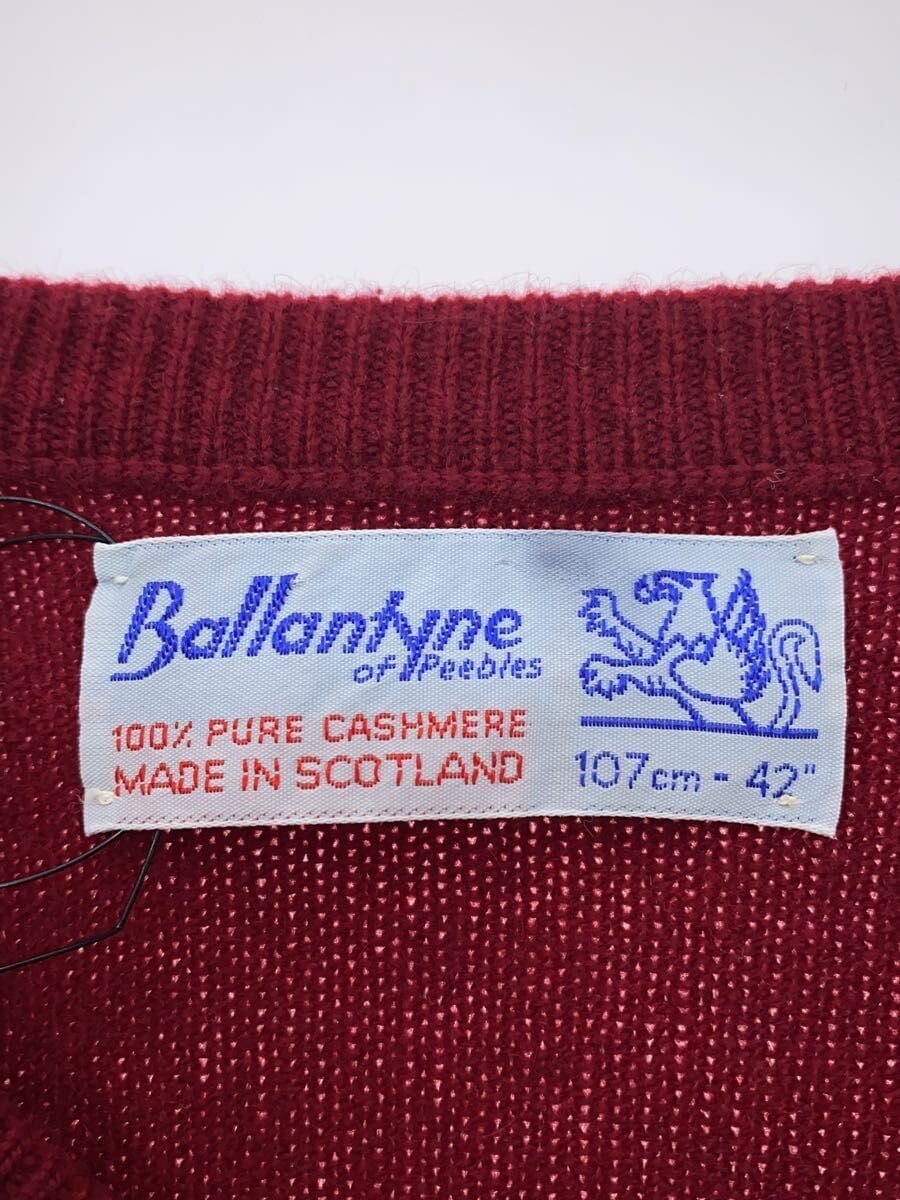 Ballantyne
of Peebles
100% PURE CASHMERE
MADE IN SCOTLAND
107cm - 42"